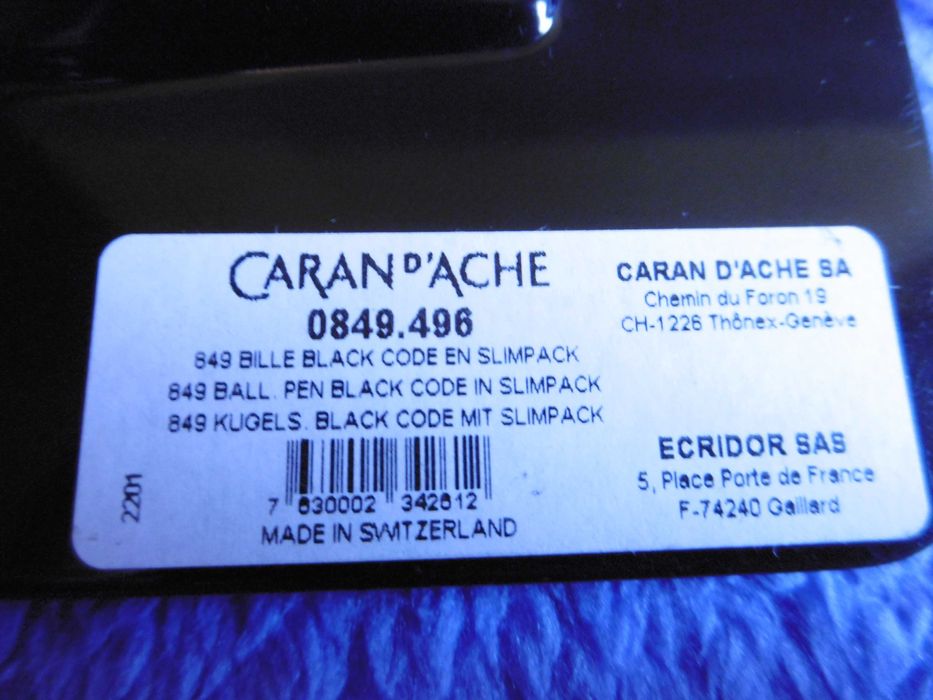 CARAN D'ACHE
0849.496
849 BILLE BLACK CODE EN SLIMPACK
849 BALL. PEN BLACK CODE IN SLIMPACK
849 KUGELS. BLACK CODE MIT SLIMPACK
7 630002 342612
MADE IN SWITZERLAND
2201
CARAN D'ACHE SA
Chemin du Foron 19
CH-1226 Thônex-Genève
ECRIDOR SAS
5, Place Porte de France
F-74240 Gaillard